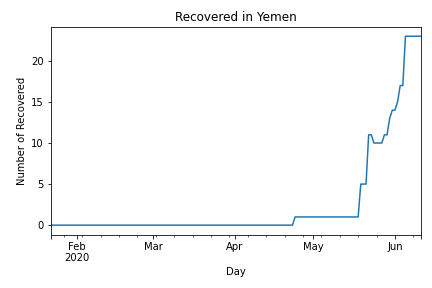 Recovered in Yemen
Number of Recovered
20
15
10
5
0
Feb
2020
Mar
Apr
May
Jun
Day